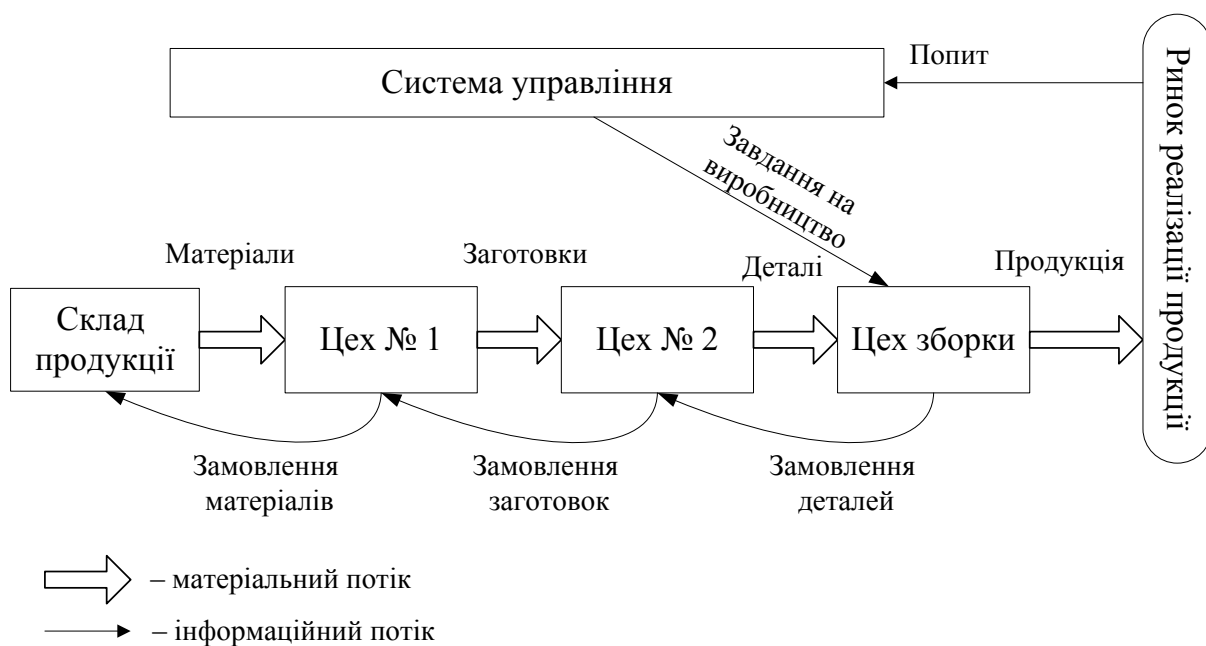 Попит
Система управління
Ринок реалізації продукції
Завдання на
виробництво
Матеріали
Заготовки
Деталі
Продукція
Склад
продукції
Цех № 1
Цех № 2
Цех зборки
Замовлення
матеріалів
Замовлення
заготовок
Замовлення
деталей
– матеріальний потік
– інформаційний потік